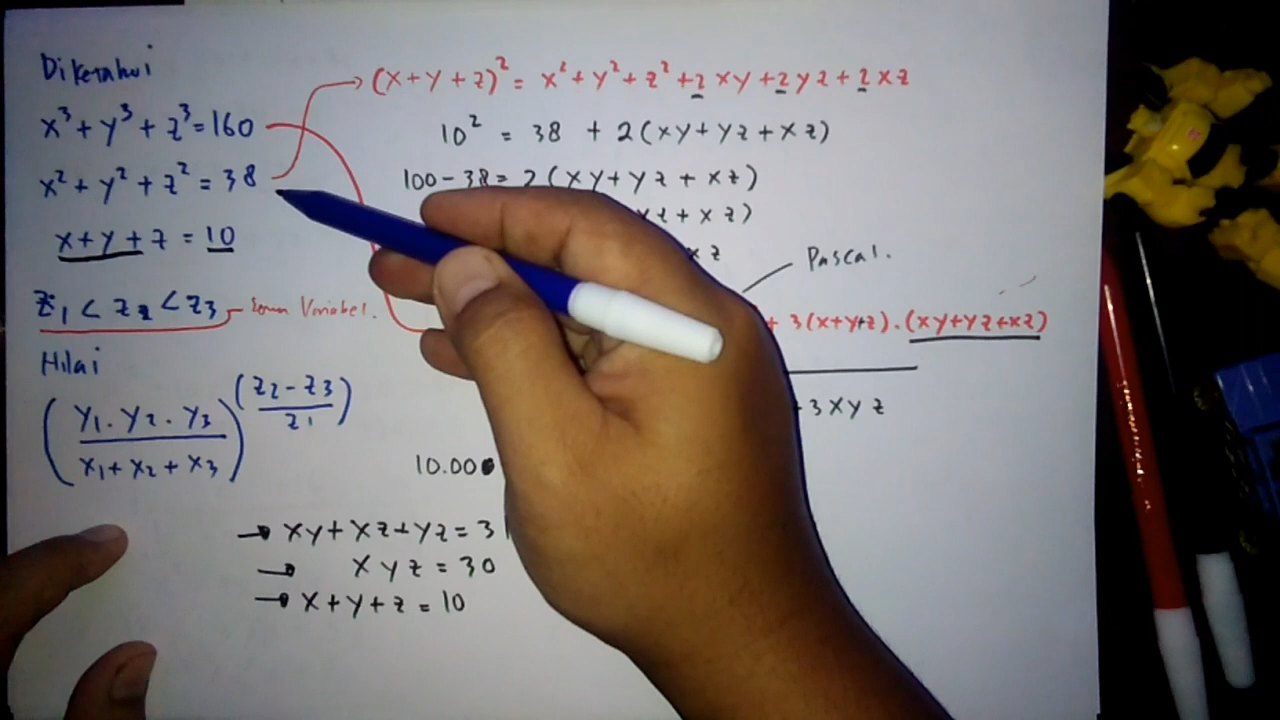 Diketahui
x³ + y³ + z³ = 160
x² + y² + z² = 38
x + y + z = 10
z₁ < z₂ < z₃
Variabel.
Nilai
(y₁ . y₂ . y₃ / x₁ + x₂ + x₃)^((z₂ - z₃) / z₁)
(x + y + z)² = x² + y² + z² + 2xy + 2yz + 2xz
10² = 38 + 2(xy + yz + xz)
100 - 38 = 2(xy + yz + xz)
z + xz)
xz
Pascal.
+ 3(x+y+z) . (xy+yz+xz)
3xyz
10.00
→ xy + xz + yz = 31
→ xyz = 30
→ x + y + z = 10